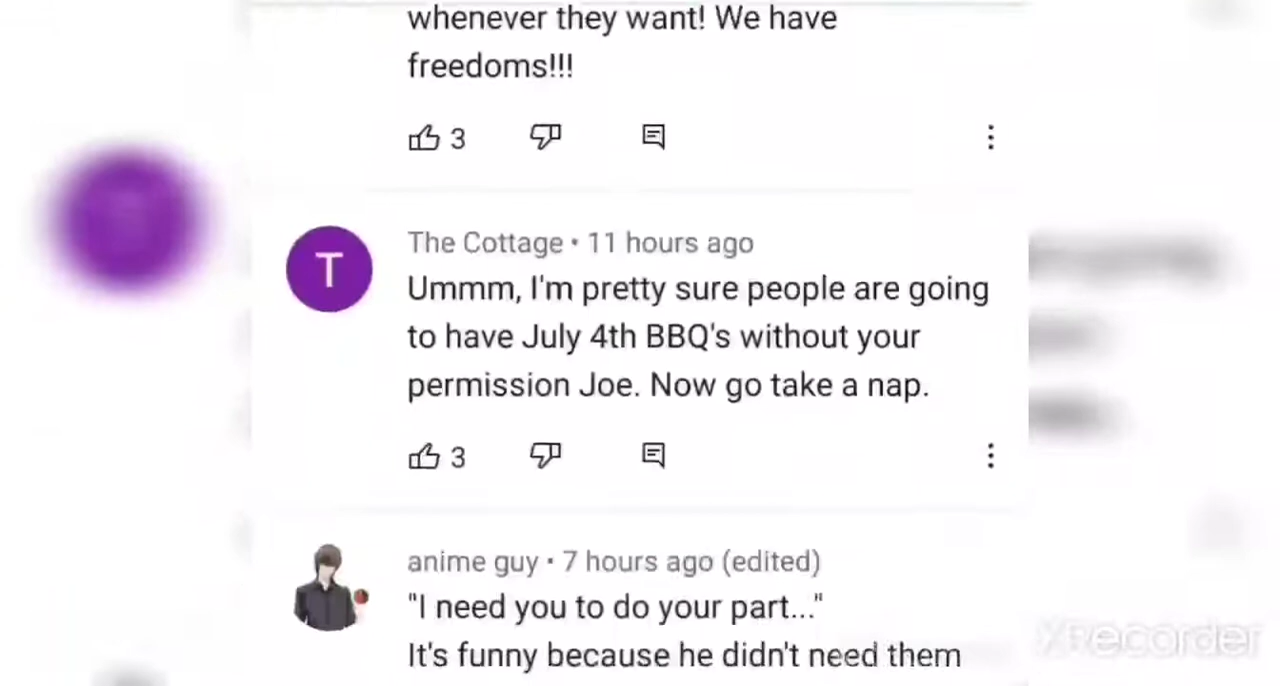 whenever they want! We have
freedoms!!!
3
The Cottage • 11 hours ago
T
Ummm, I'm pretty sure people are going
to have July 4th BBQ's without your
permission Joe. Now go take a nap.
3
anime guy • 7 hours ago (edited)
"I need you to do your part..."
It's funny because he didn't need them
XRecorder